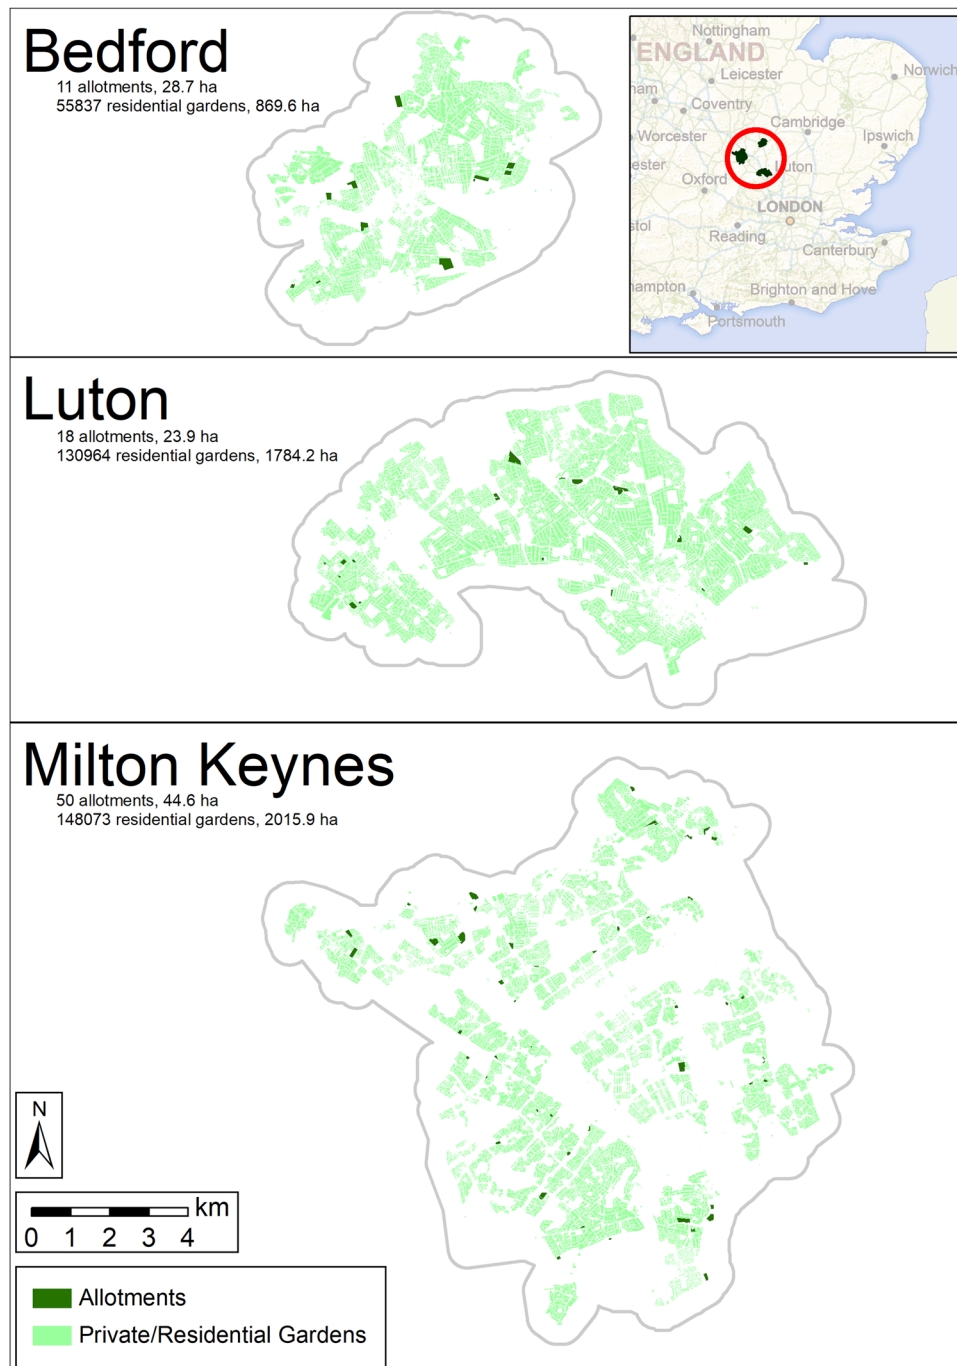 Bedford
11 allotments, 28.7 ha
55837 residential gardens, 869.6 ha
Nottingham
ENGLAND
Leicester
Norwich
ham
Coventry
Worcester
Cambridge
Ipswich
ester
Luton
Oxford
LONDON
stol
Reading
Canterbury
hampton
Brighton and Hove
Portsmouth
Luton
18 allotments, 23.9 ha
130964 residential gardens, 1784.2 ha
Milton Keynes
50 allotments, 44.6 ha
148073 residential gardens, 2015.9 ha
N
km
0 1 2 3 4
Allotments
Private/Residential Gardens